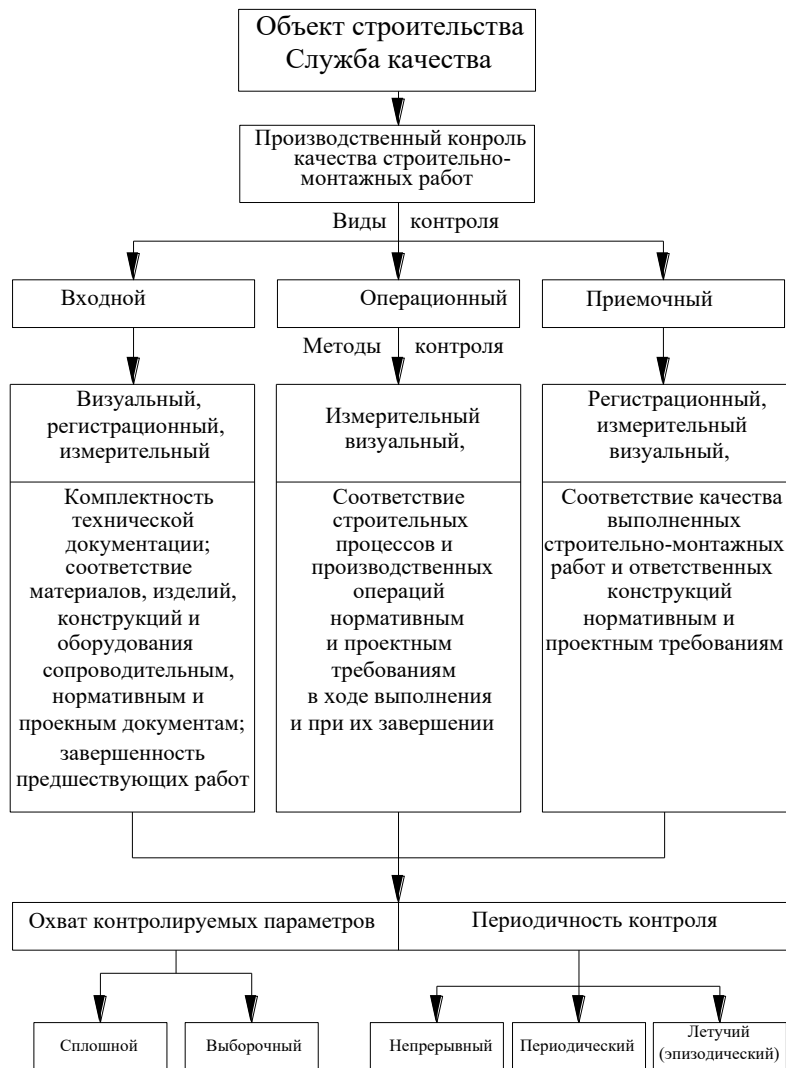 Объект строительства
Служба качества
Производственный конроль
качества строительно-
монтажных работ
Виды контроля
Входной
Операционный
Приемочный
Методы контроля
Визуальный,
регистрационный,
измерительный
Измерительный
визуальный,
Регистрационный,
измерительный
визуальный,
Комплектность
технической
документации;
соответствие
материалов, изделий,
конструкций и
оборудования
сопроводительным,
нормативным и
проекным документам;
завершенность
предшествующих работ
Соответствие
строительных
процессов и
производственных
операций
нормативным
и проектным
требованиям
в ходе выполнения
и при их завершении
Соответствие качества
выполненных
строительно-монтажных
работ и ответственных
конструкций
нормативным и
проектным требованиям
Охват контролируемых параметров
Периодичность контроля
Сплошной
Выборочный
Непрерывный
Периодический
Летучий
(эпизодический)